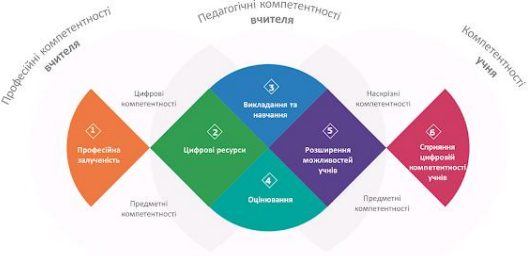 Професійні компетентності
вчителя
Педагогічні компетентності
вчителя
Компетентності
учня
Цифрові
компетентності
Наскрізні
компетентності
1
Професійна
залученість
2
Цифрові ресурси
3
Викладання та
навчання
4
Оцінювання
5
Розширення
можливостей
учнів
6
Сприяння
цифровій
компетентності
учнів
Предметні
компетентності
Предметні
компетентності